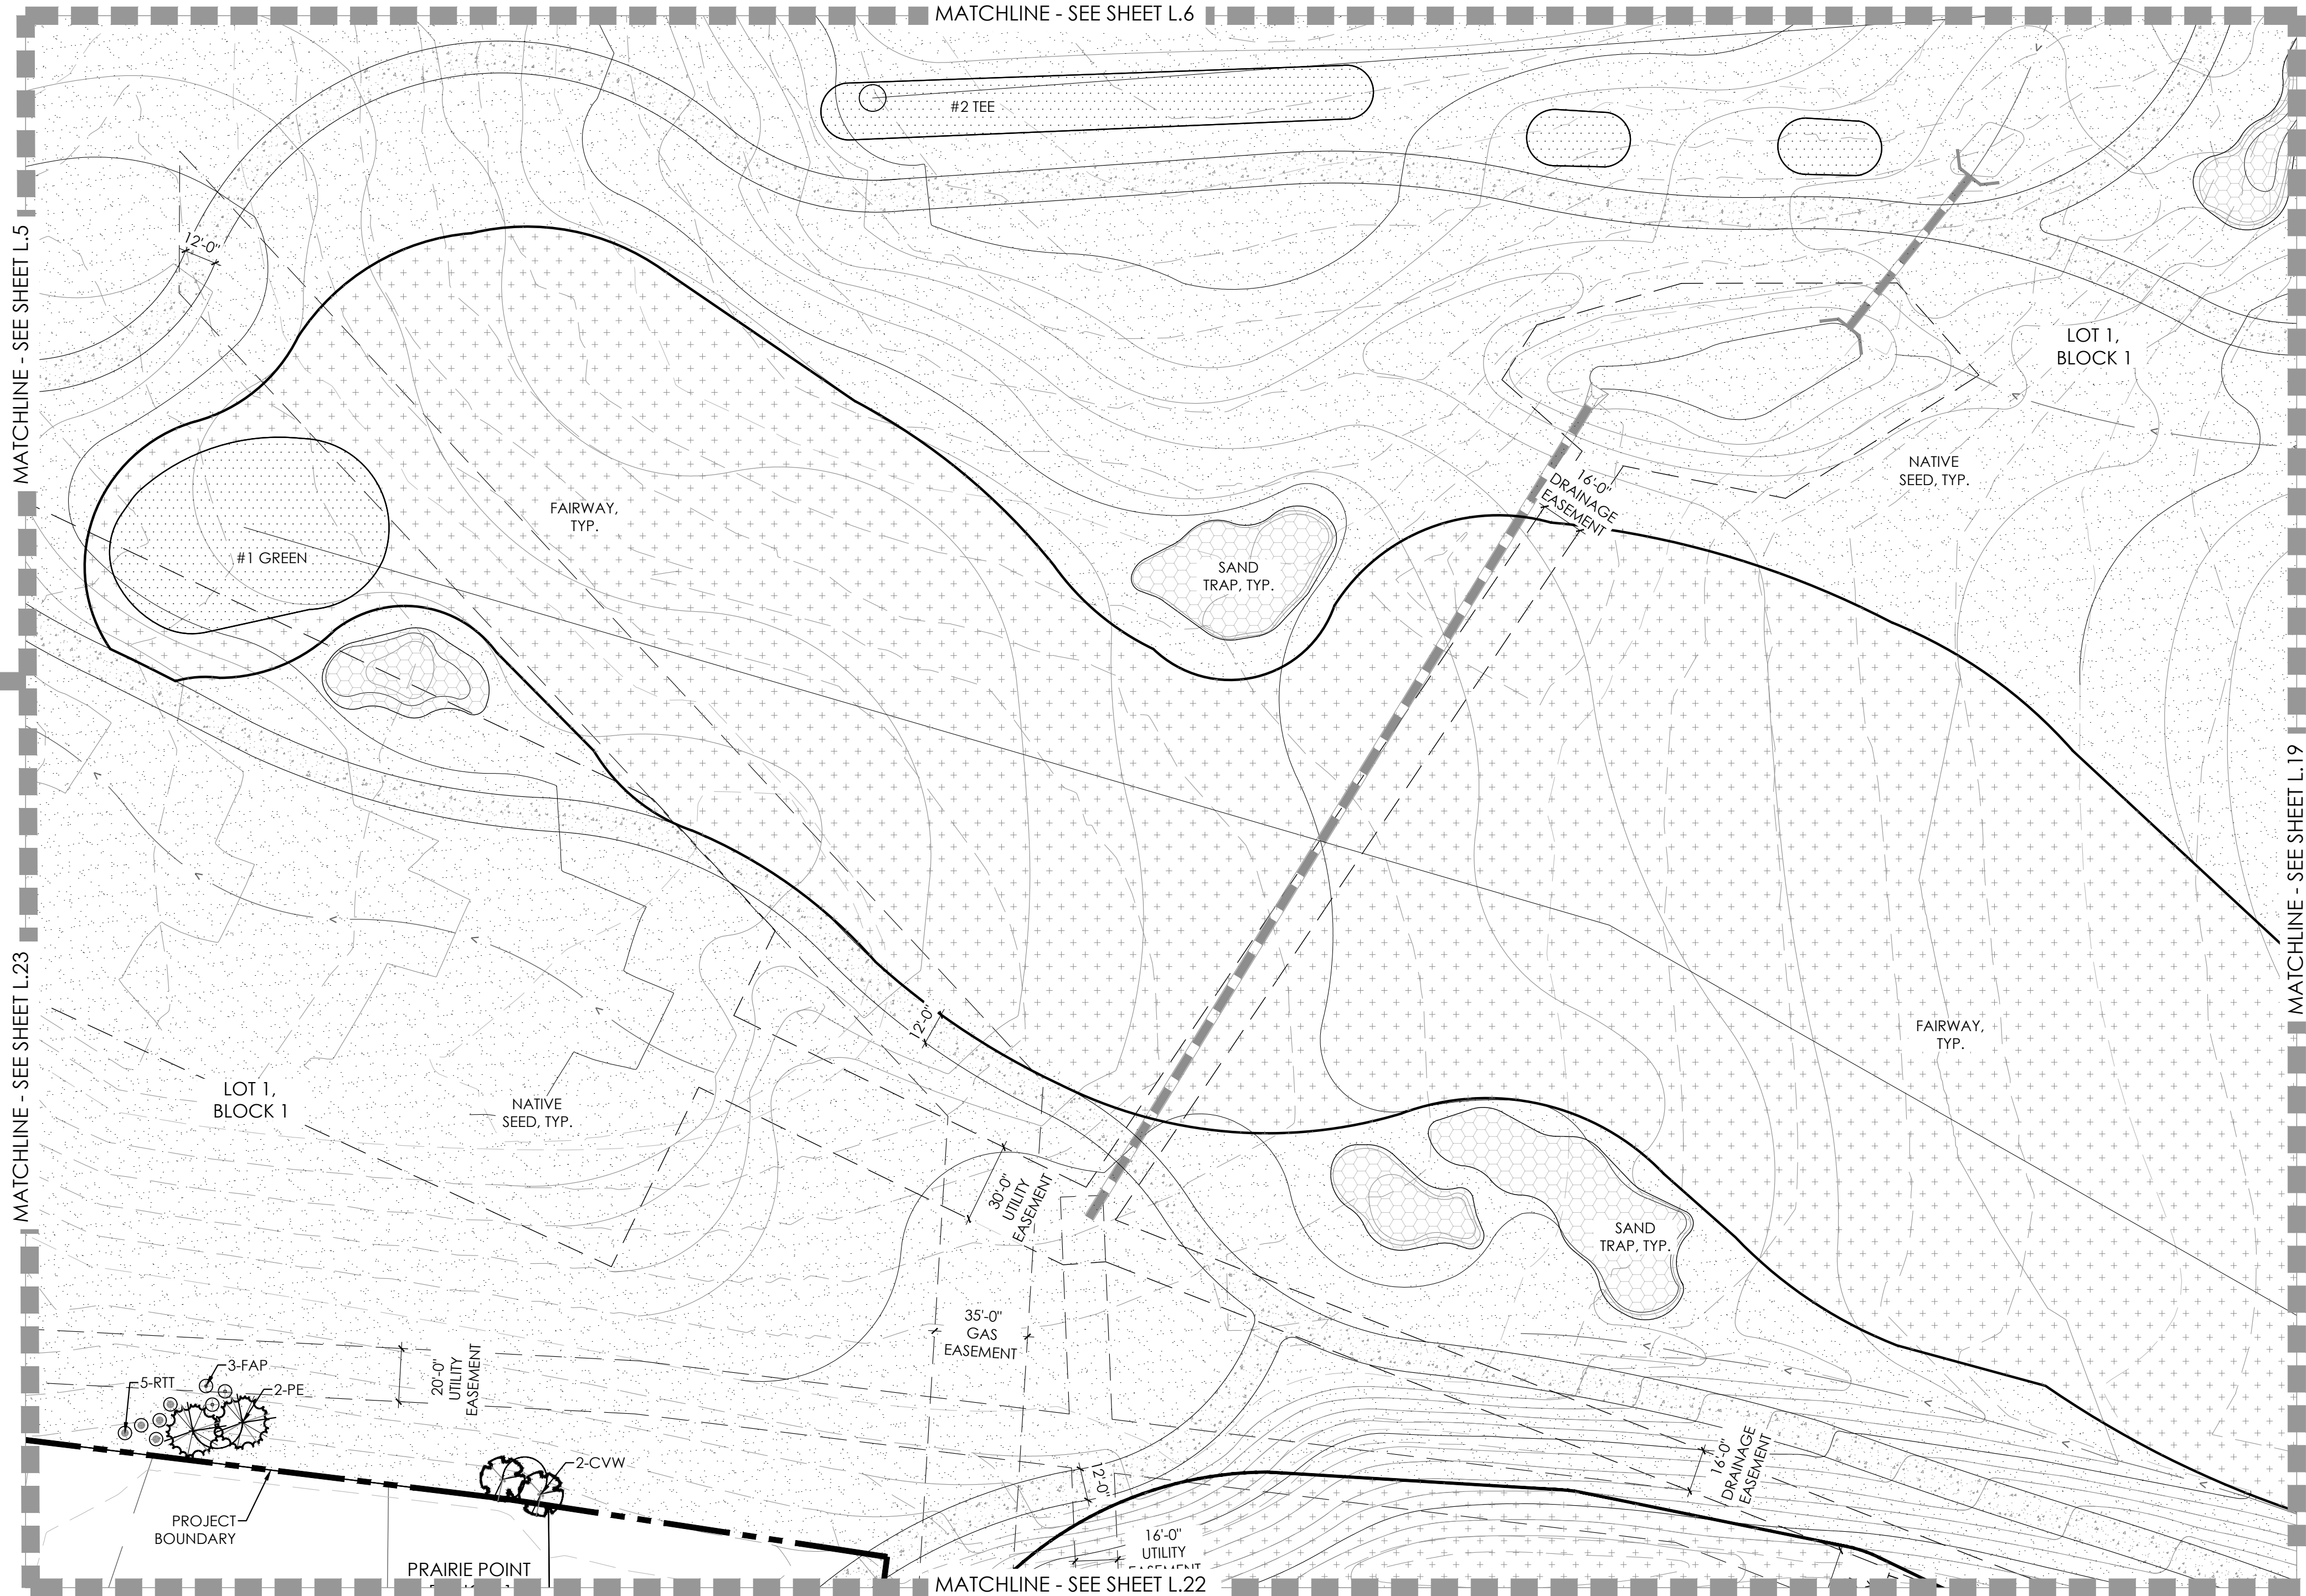 MATCHLINE - SEE SHEET L.6
#2 TEE
12'-0"
MATCHLINE - SEE SHEET L.5
LOT 1,
BLOCK 1
NATIVE
SEED, TYP.
16'-0"
DRAINAGE
EASEMENT
FAIRWAY,
TYP.
#1 GREEN
SAND
TRAP, TYP.
MATCHLINE - SEE SHEET L.19
MATCHLINE - SEE SHEET L.23
12'-0"
FAIRWAY,
TYP.
LOT 1,
BLOCK 1
NATIVE
SEED, TYP.
30'-0"
UTILITY
EASEMENT
SAND
TRAP, TYP.
35'-0"
GAS
EASEMENT
20'-0"
UTILITY
EASEMENT
3-FAP
5-RTT
2-PE
2-CVW
12'-0"
16'-0"
DRAINAGE
EASEMENT
PROJECT
BOUNDARY
16'-0"
UTILITY
EASEMENT
PRAIRIE POINT
MATCHLINE - SEE SHEET L.22